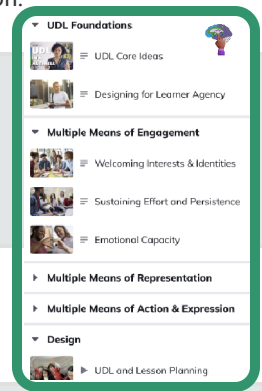 on.
UDL Foundations
UDL Core Ideas
Designing for Learner Agency
Multiple Means of Engagement
Welcoming Interests & Identities
Sustaining Effort and Persistence
Emotional Capacity
Multiple Means of Representation
Multiple Means of Action & Expression
Design
UDL and Lesson Planning